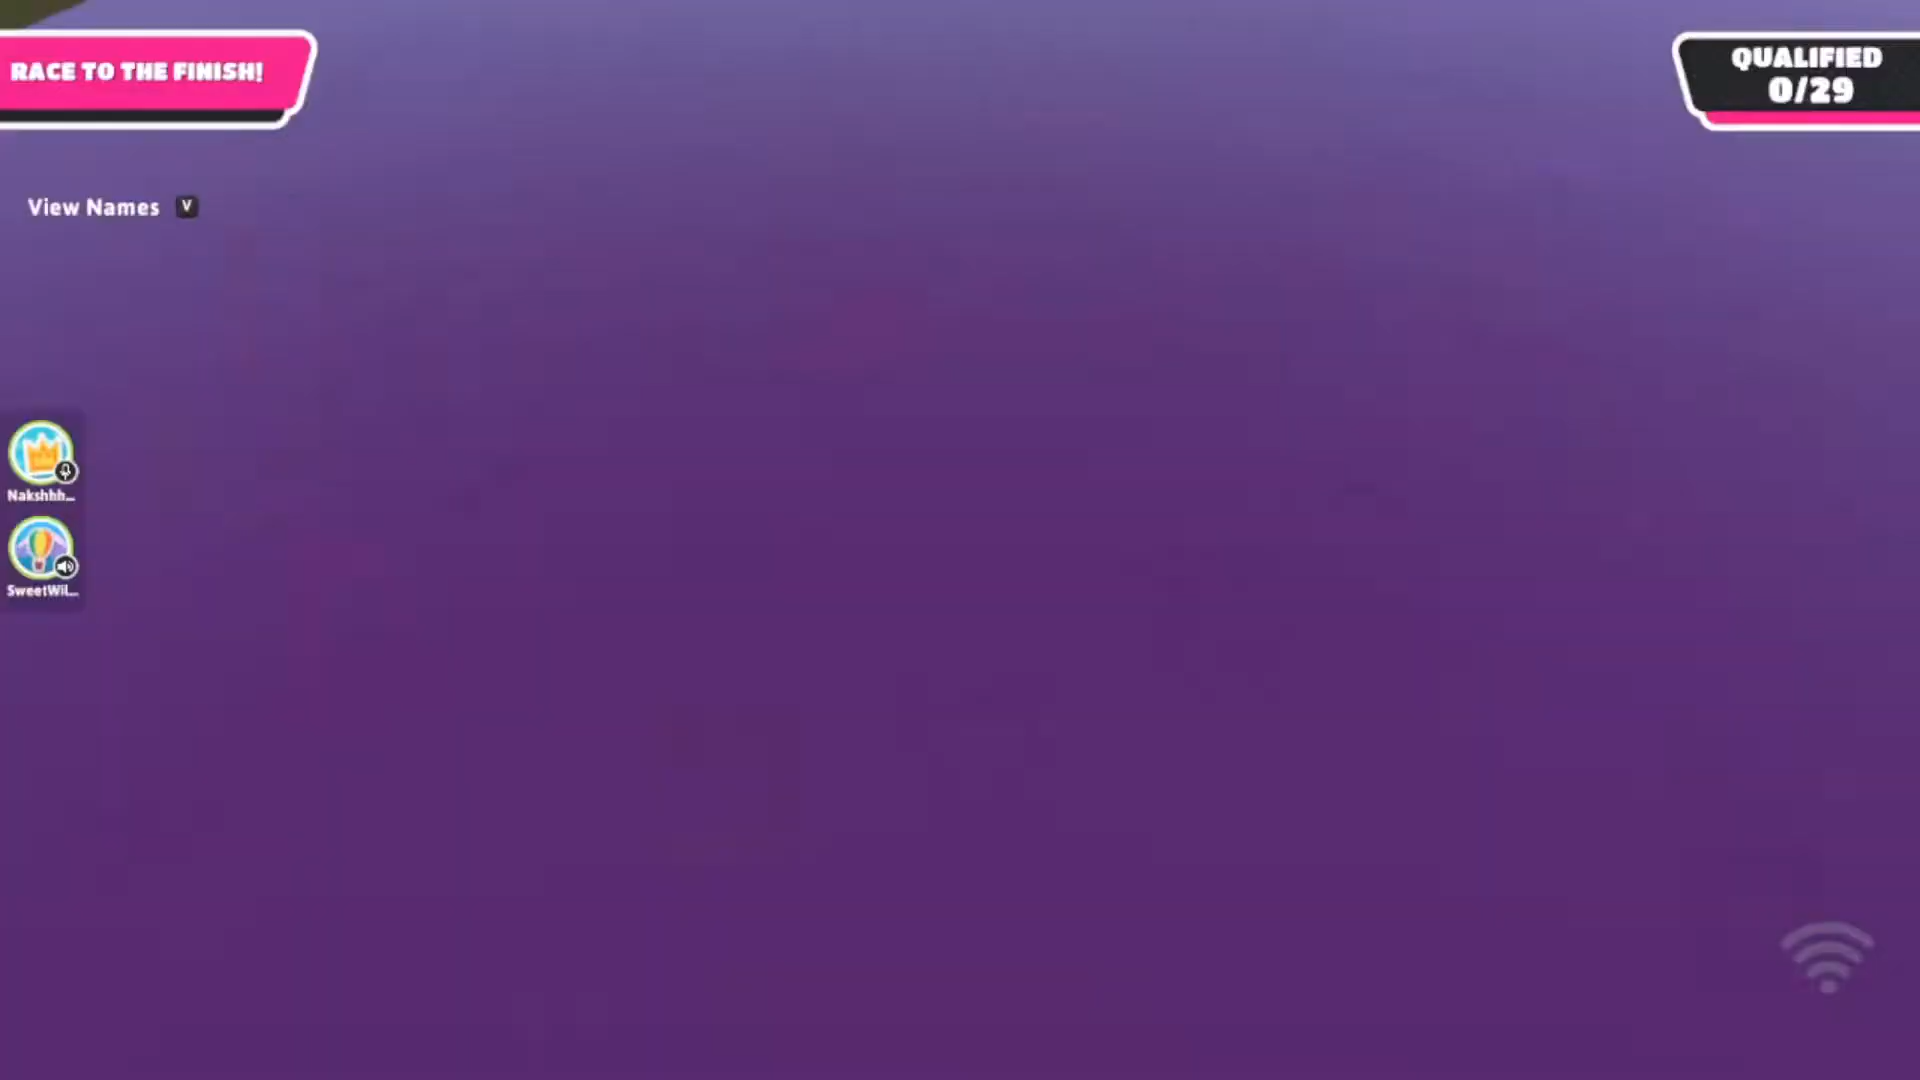 RACE TO THE FINISH!
QUALIFIED
0/29
View Names V
Nakshhh...
SweetWil...